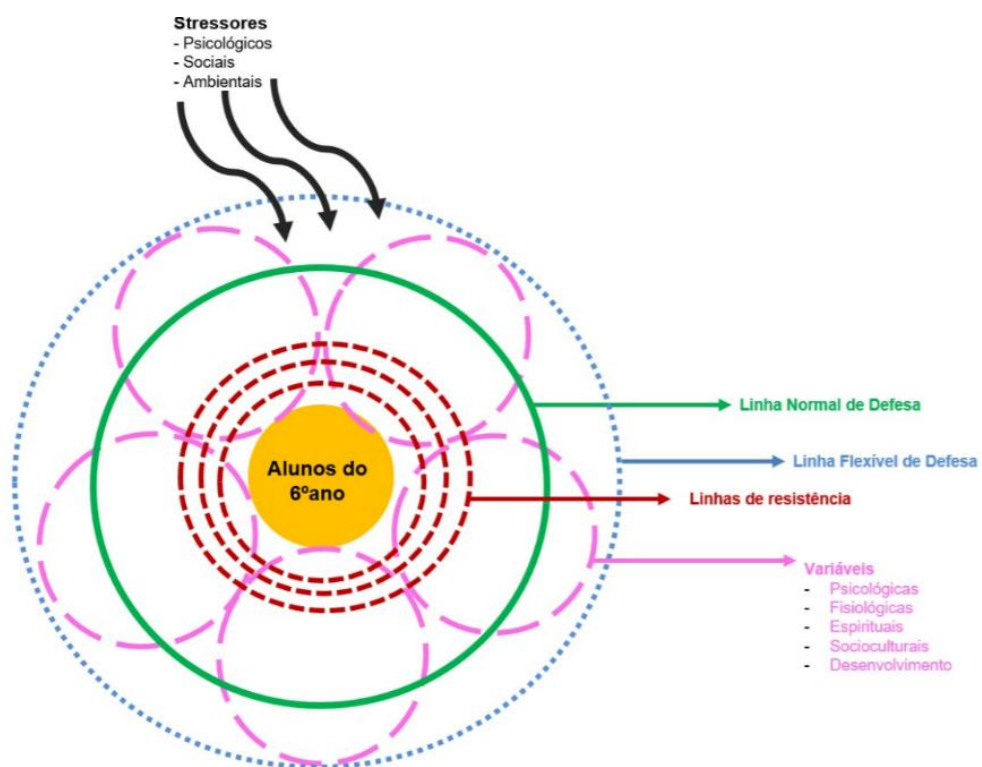 Stressores
- Psicológicos
- Sociais
- Ambientais
Linha Normal de Defesa
Linha Flexível de Defesa
Alunos do
6ºano
Linhas de resistência
Variáveis
- Psicológicas
- Fisiológicas
- Espirituais
- Socioculturais
- Desenvolvimento